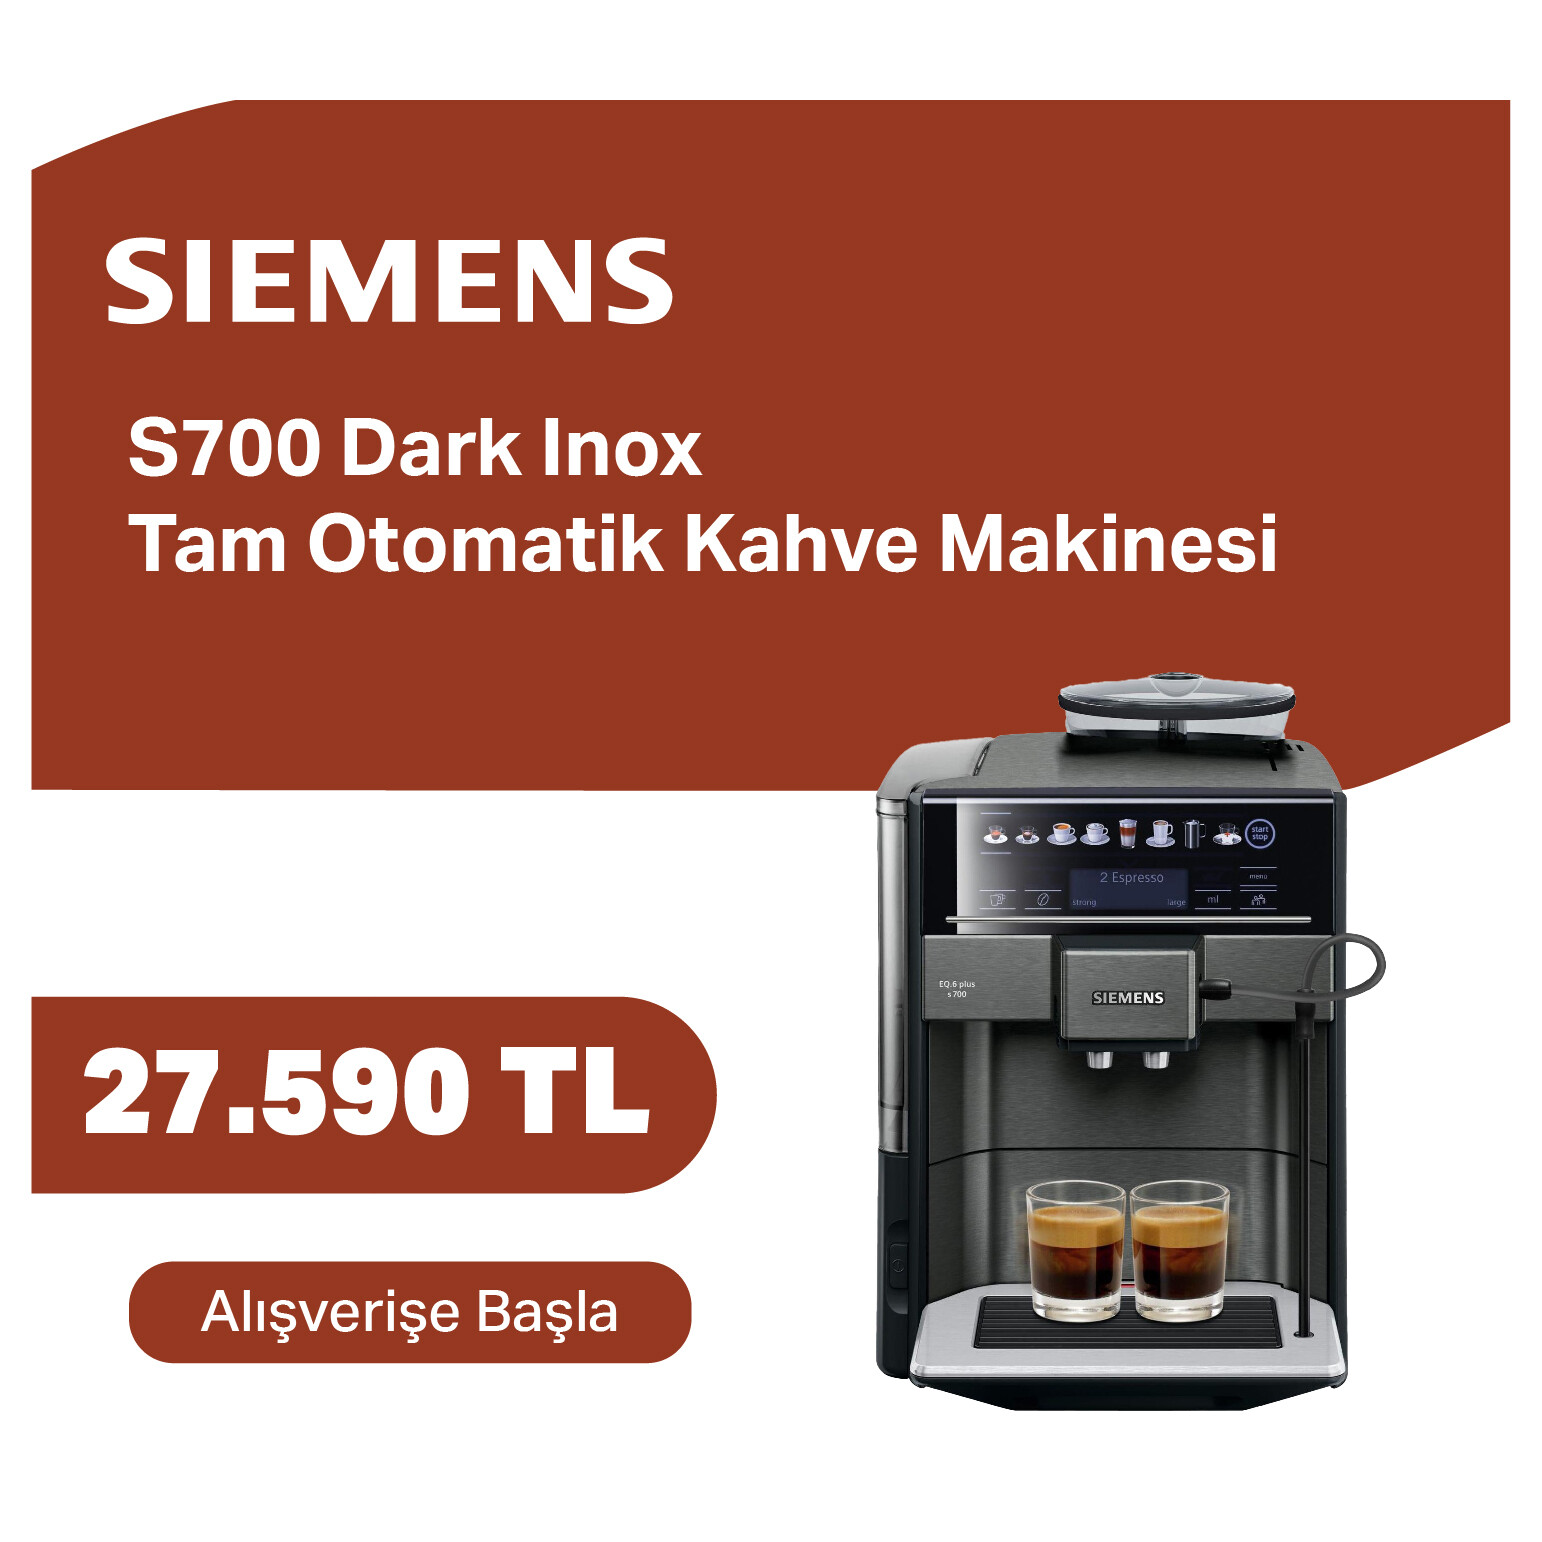 SIEMENS
S700 Dark Inox
Tam Otomatik Kahve Makinesi
start
stop
2 Espresso
menu
strong
large
ml
EQ.6 plus
s700
SIEMENS
27.590 TL
Alışverişe Başla